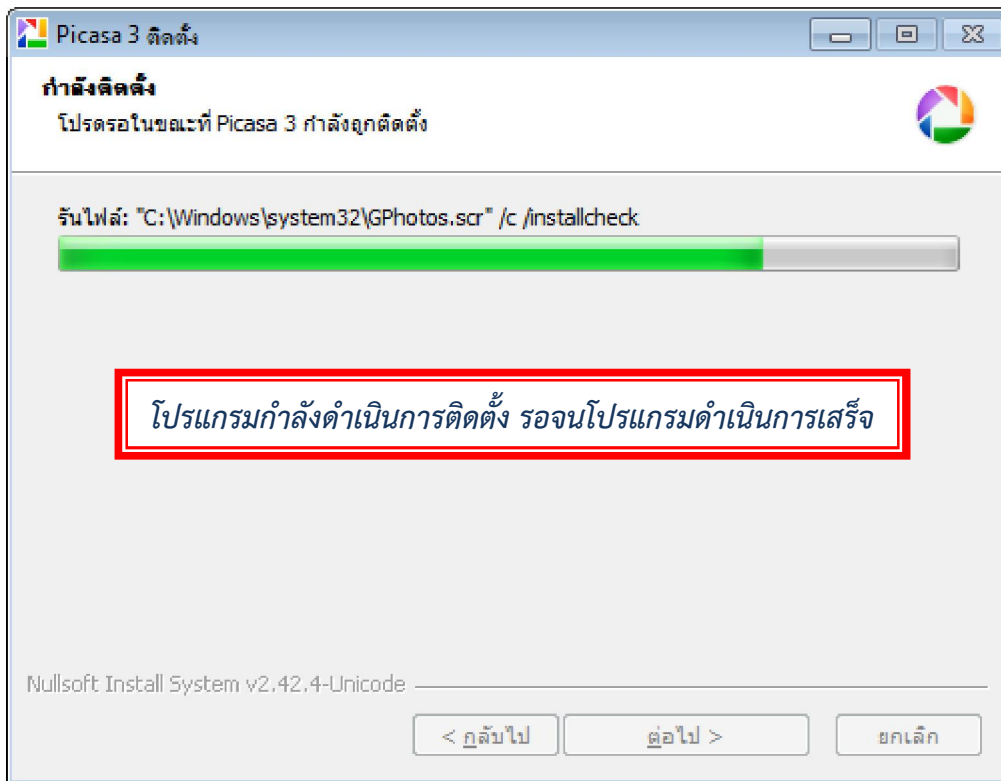 Picasa 3 ติดตั้ง
กำลังติดตั้ง
โปรดรอในขณะที่ Picasa 3 กำลังถูกติดตั้ง
รันไฟล์: "C:\Windows\system32\GPhotos.scr" /c /installcheck
โปรแกรมกำลังดำเนินการติดตั้ง รอจนโปรแกรมดำเนินการเสร็จ
Nullsoft Install System v2.42.4-Unicode
< กลับไป ต่อไป > ยกเลิก